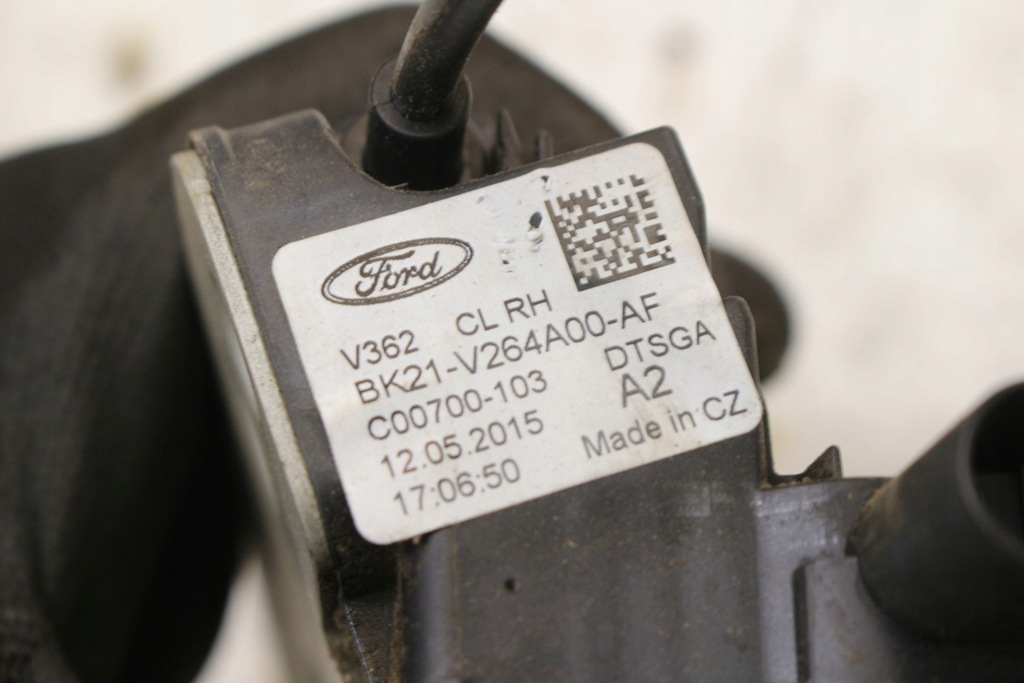 Ford
V362 CL RH
BK21-V264A00-AF
C00700-103 DTSGA
12.05.2015 A2
17:06:50 Made in CZ